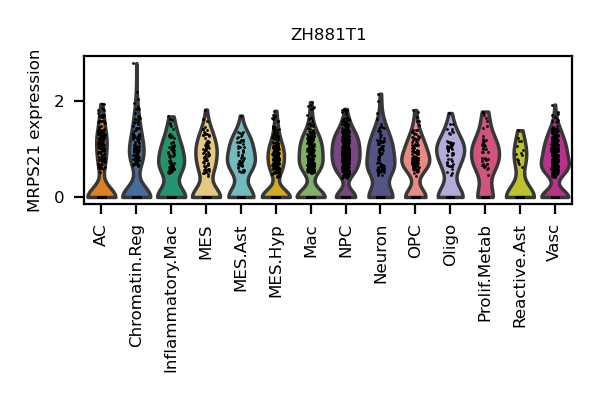 ZH881T1
MRPS21 expression
2
0
AC
Chromatin.Reg
Inflammatory.Mac
MES
MES.Ast
MES.Hyp
Mac
NPC
Neuron
OPC
Oligo
Prolif.Metab
Reactive.Ast
Vasc